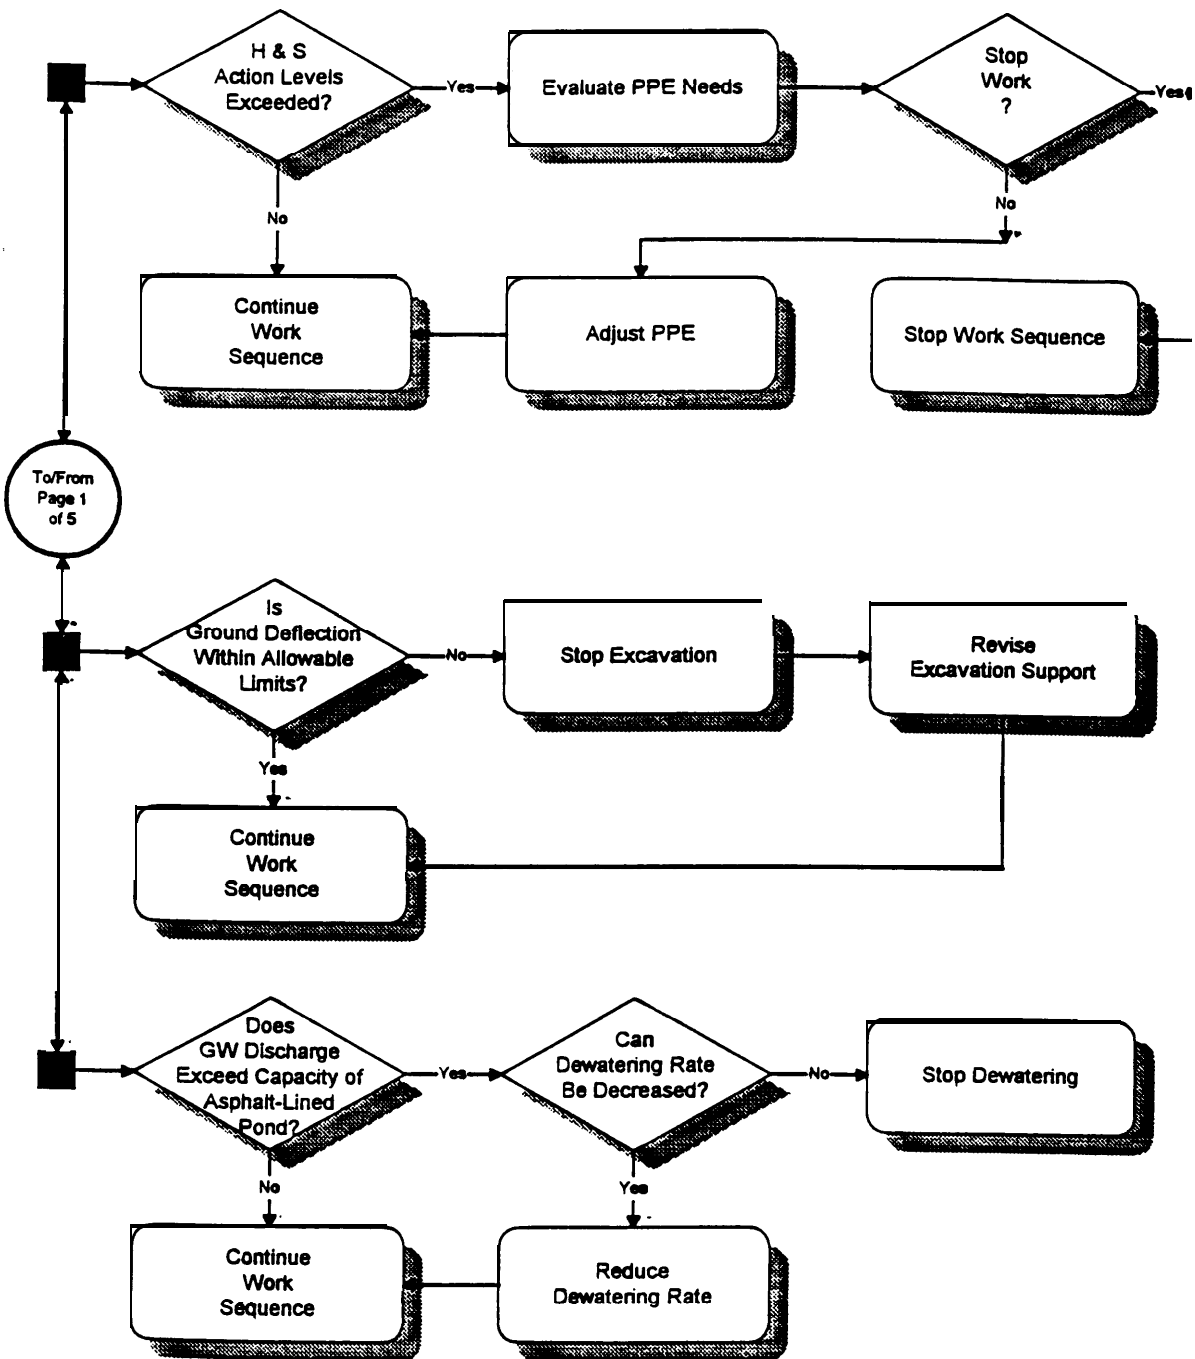 H & S
Action Levels
Exceeded?
Yes
Evaluate PPE Needs
Stop
Work
?
Yes
No
No
Continue
Work
Sequence
Adjust PPE
Stop Work Sequence
To/From
Page 1
of 5
Is
Ground Deflection
Within Allowable
Limits?
No
Stop Excavation
Revise
Excavation Support
Yes
Continue
Work
Sequence
Does
GW Discharge
Exceed Capacity of
Asphalt-Lined
Pond?
Yes
Can
Dewatering Rate
Be Decreased?
No
Stop Dewatering
No
Yes
Continue
Work
Sequence
Reduce
Dewatering Rate